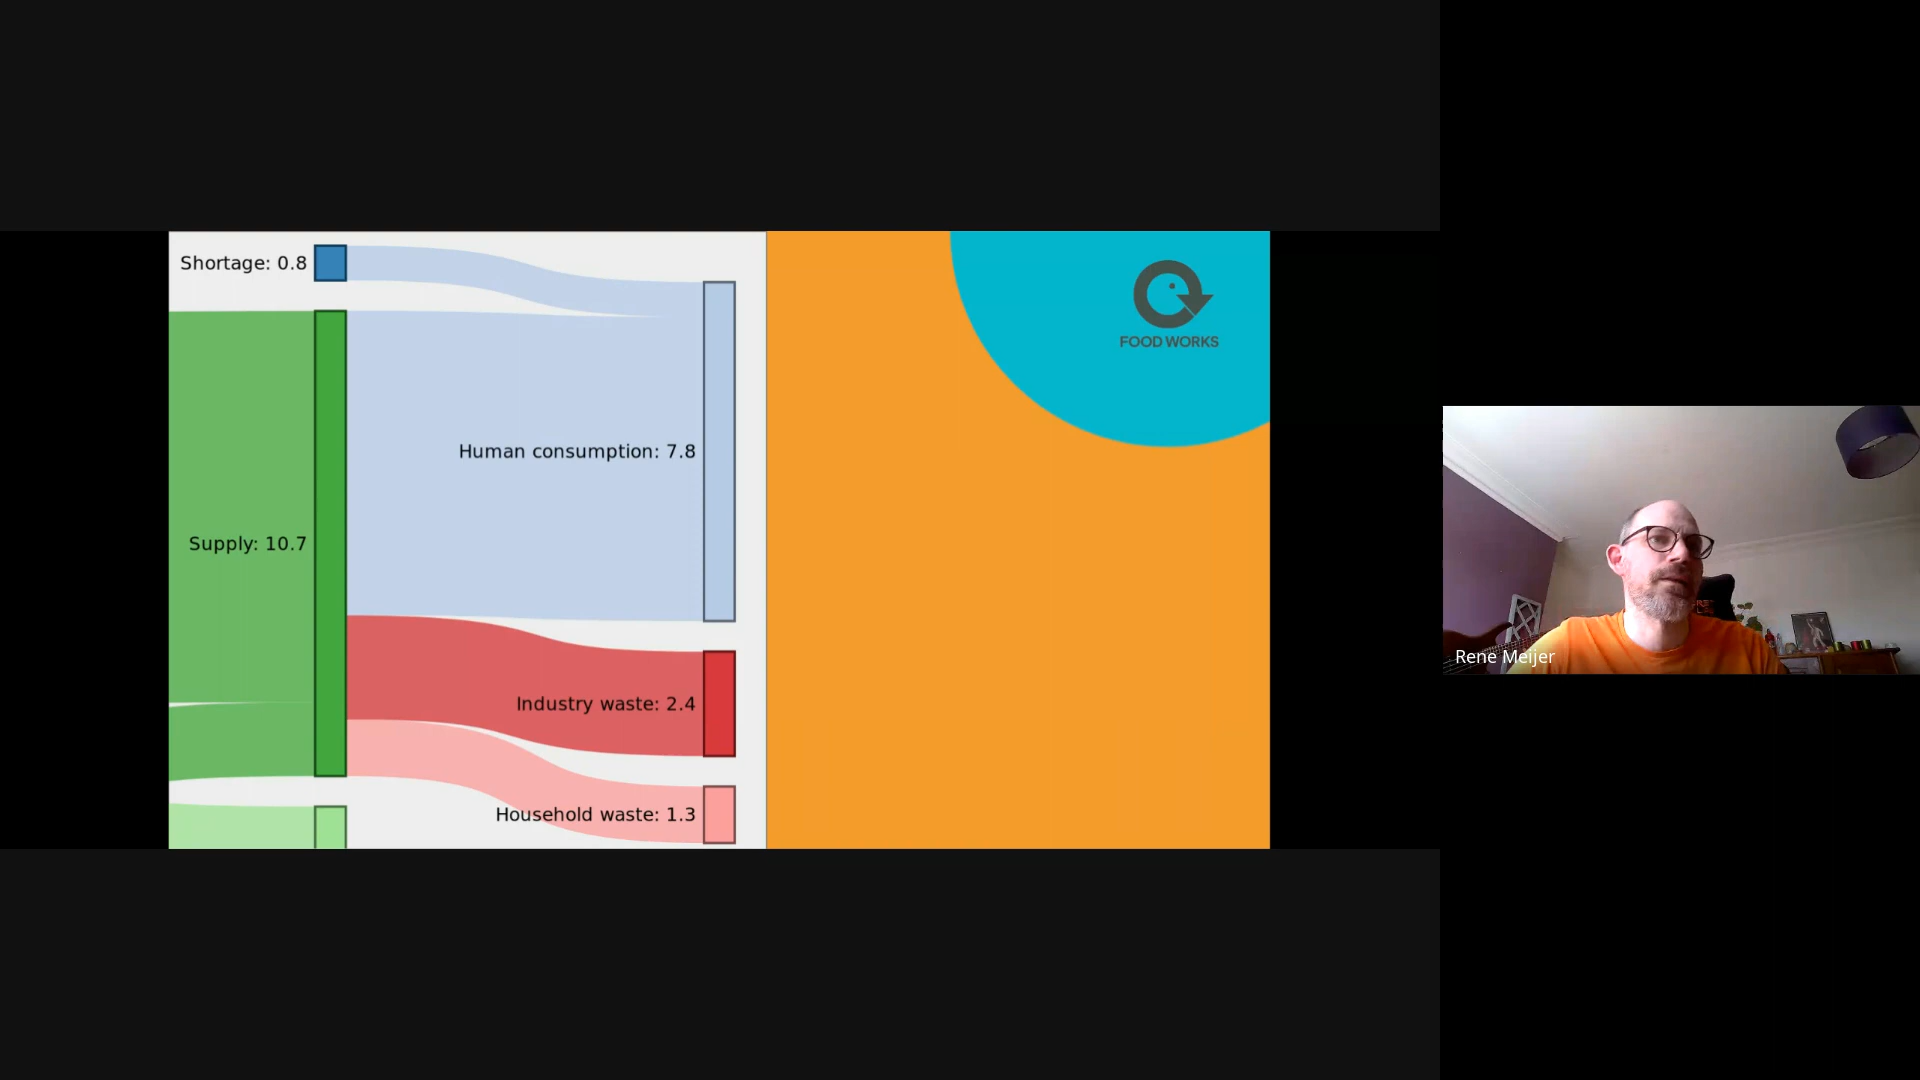 Shortage: 0.8
Supply: 10.7
Human consumption: 7.8
Industry waste: 2.4
Household waste: 1.3
FOOD WORKS
Rene Meijer